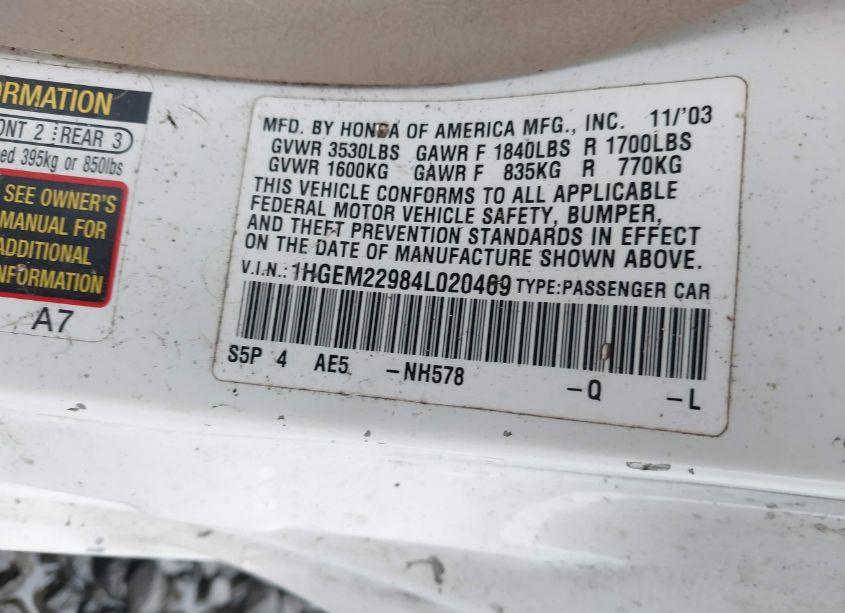 ORMATION
ONT 2 REAR 3
ed 395kg or 850lbs
SEE OWNER'S
MANUAL FOR
ADDITIONAL
INFORMATION
A7
MFD. BY HONDA OF AMERICA MFG., INC. 11/'03
GVWR 3530LBS GAWR F 1840LBS R 1700LBS
GVWR 1600KG GAWR F 835KG R 770KG
THIS VEHICLE CONFORMS TO ALL APPLICABLE
FEDERAL MOTOR VEHICLE SAFETY, BUMPER,
AND THEFT PREVENTION STANDARDS IN EFFECT
ON THE DATE OF MANUFACTURE SHOWN ABOVE.
V.I.N.: 1HGEM22984L020469 TYPE:PASSENGER CAR
S5P 4 AE5 -NH578 -Q -L